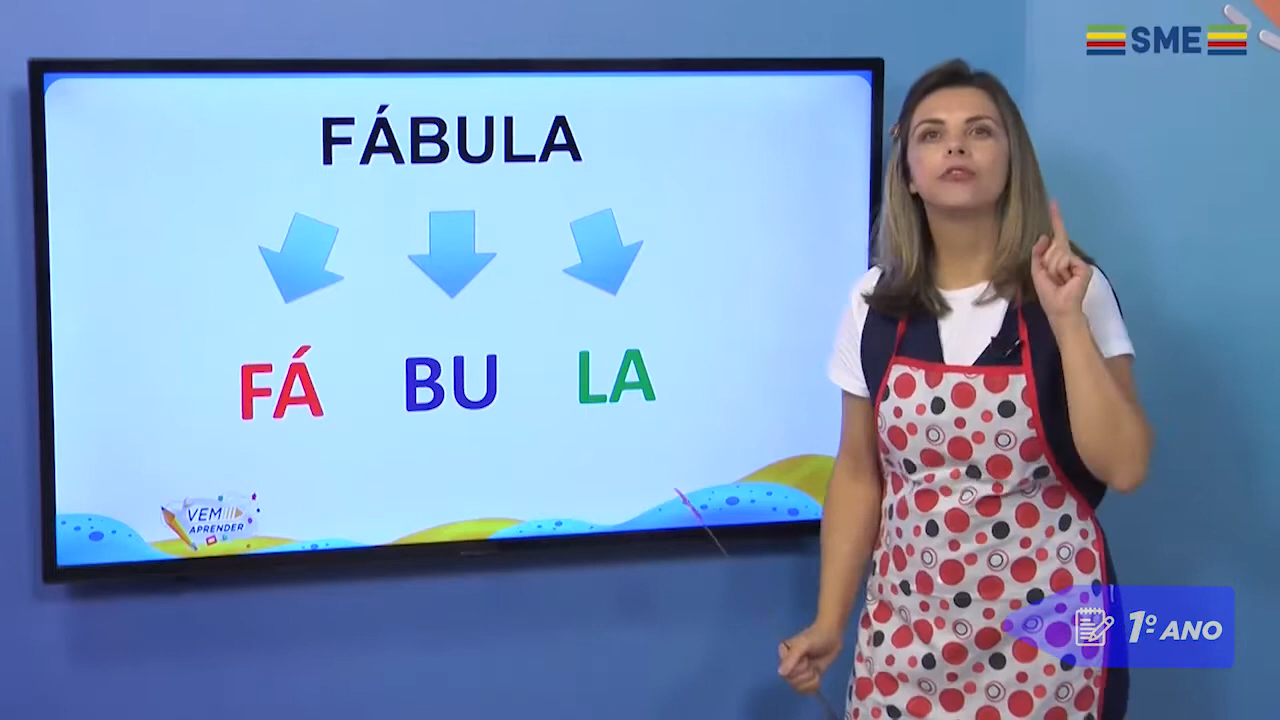 SME
FÁBULA
FÁ BU LA
VEM
APRENDER
1º ANO